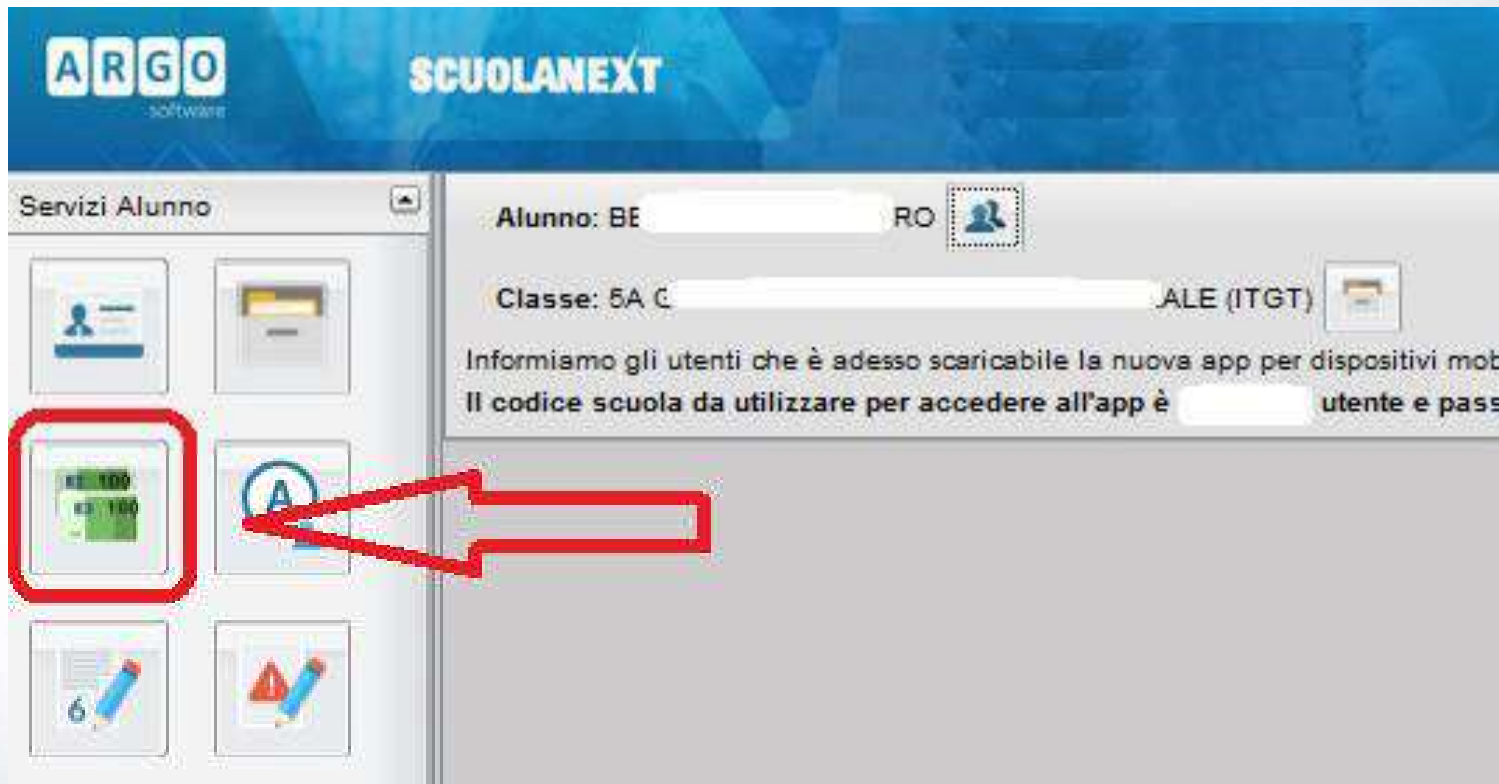 ARGO
software
SCUOLANEXT
Servizi Alunno
Alunno: BE RO
Classe: 5A ALE (ITGT)
Informiamo gli utenti che è adesso scaricabile la nuova app per dispositivi mob
Il codice scuola da utilizzare per accedere all'app è utente e pass
100
100
A
6